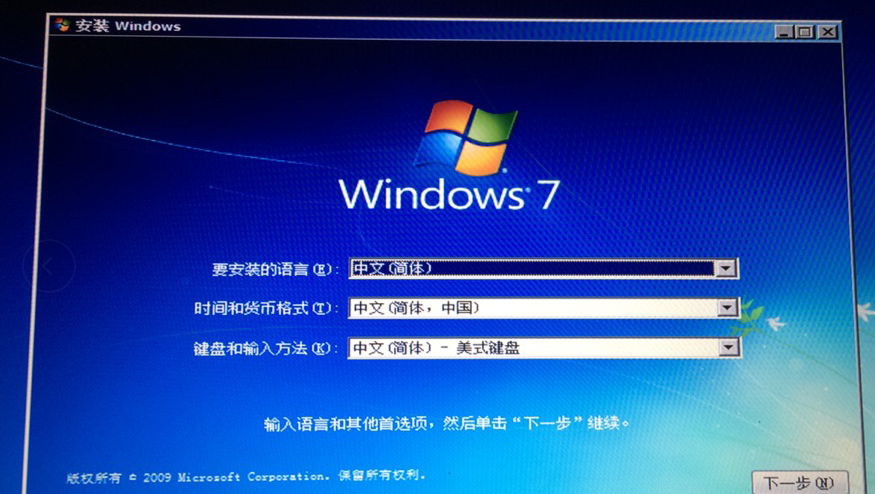 安装 Windows
Windows 7
要安装的语言(E): 中文(简体)
时间和货币格式(T): 中文(简体，中国)
键盘和输入方法(K): 中文(简体) - 美式键盘
输入语言和其他首选项，然后单击“下一步”继续。
版权所有 © 2009 Microsoft Corporation. 保留所有权利.
下一步(N)